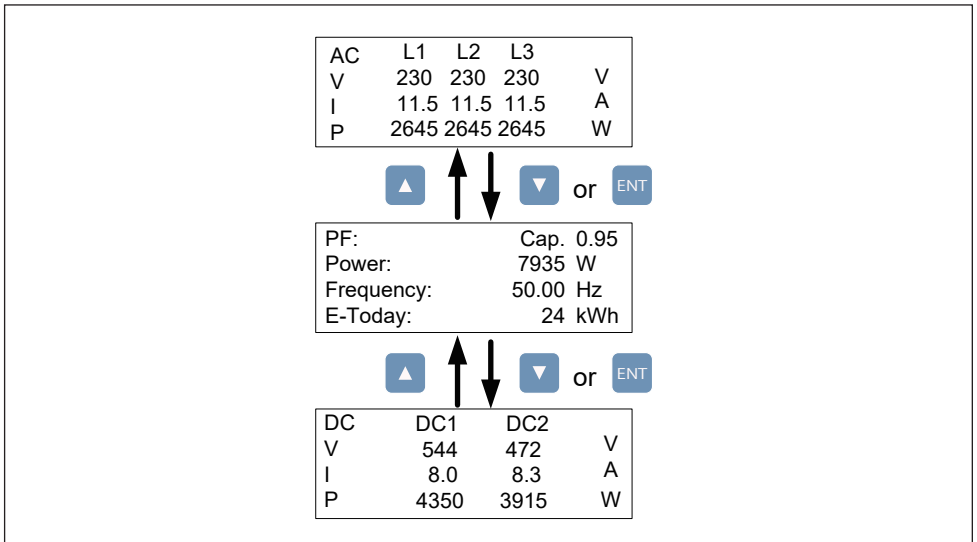 AC L1 L2 L3
V 230 230 230 V
I 11.5 11.5 11.5 A
P 2645 2645 2645 W
▲ ▼ or ENT
PF: Cap. 0.95
Power: 7935 W
Frequency: 50.00 Hz
E-Today: 24 kWh
▲ ▼ or ENT
DC DC1 DC2
V 544 472 V
I 8.0 8.3 A
P 4350 3915 W